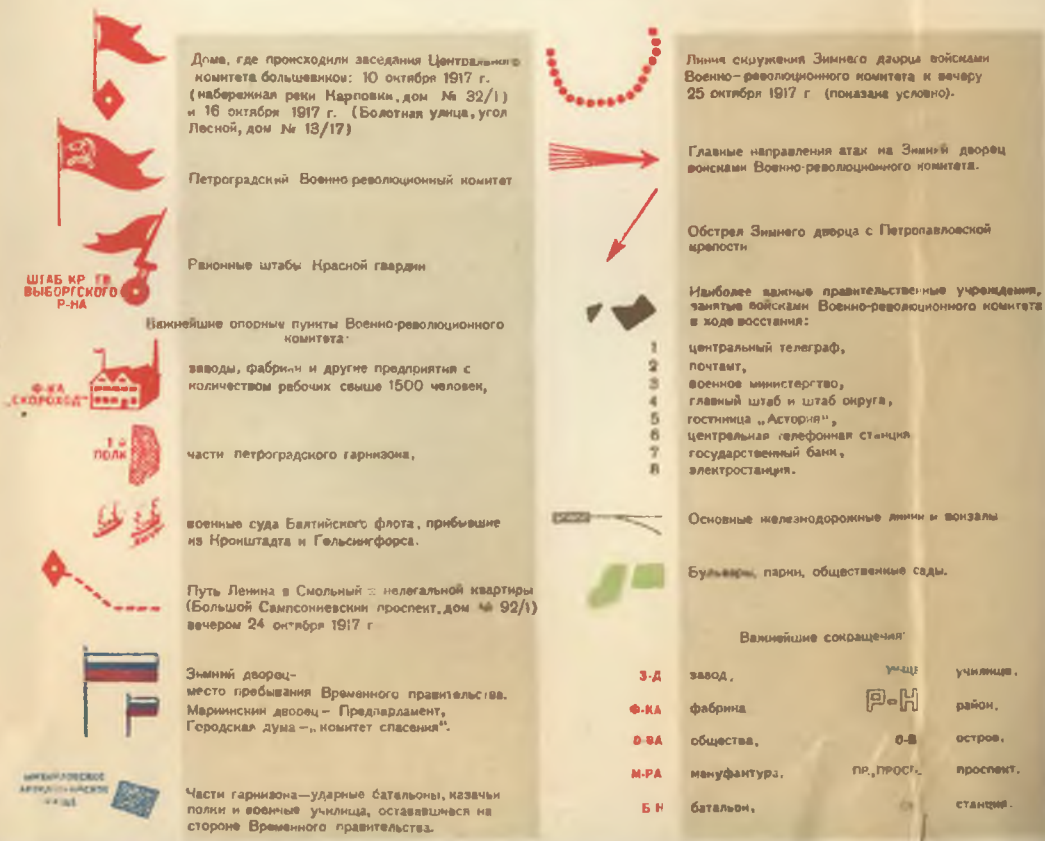 Дома, где происходили заседания Центрального
комитета большевиков: 10 октября 1917 г.
(набережная реки Карповки, дом № 32/1)
и 16 октября 1917 г. (Болотная улица, угол
Лесной, дом № 13/17)
Петроградский Военно-революционный комитет
ШТАБ КР ГВ
ВЫБОРГСКОГО
Р-НА
Районные штабы Красной гвардии
Важнейшие опорные пункты Военно-революционного
комитета:
Ф-КА
„СКОРОХОД"
заводы, фабрики и другие предприятия с
количеством рабочих свыше 1500 человек,
1-й
ПОЛК
части петроградского гарнизона,
военные суда Балтийского флота, прибывшие
из Кронштадта и Гельсингфорса.
Путь Ленина в Смольный с нелегальной квартиры
(Большой Сампсониевский проспект, дом № 92/1)
вечером 24 октября 1917 г
Зимний дворец-
место пребывания Временного правительства.
Мариинский дворец - Предпарламент,
Городская дума - „комитет спасения".
МИХАЙЛОВСКОЕ
АРТИЛЛЕРИЙСКОЕ
Части гарнизона—ударные батальоны, казачьи
полки и военные училища, остававшиеся на
стороне Временного правительства.
Линия окружения Зимнего дворца войсками
Военно-революционного комитета к вечеру
25 октября 1917 г (показана условно).
Главные направления атак на Зимний дворец
войсками Военно-революционного комитета.
Обстрел Зимнего дворца с Петропавловской
крепости
Наиболее важные правительственные учреждения,
занятые войсками Военно-революционного комитета
в ходе восстания:
1 центральный телеграф,
2 почтамт,
3 военное министерство,
4 главный штаб и штаб округа,
5 гостиница „Астория",
6 центральная телефонная станция
7 государственный банк,
8 электростанция.
Основные железнодорожные линии и вокзалы
Бульвары, парки, общественные сады.
Важнейшие сокращения:
З-Д завод, УЧ-ЩЕ училище,
Ф-КА фабрика Р-Н район,
О-ВА общества, О-В остров,
М-РА мануфактура, ПР., ПРОСП. проспект,
Б Н батальон, станция.